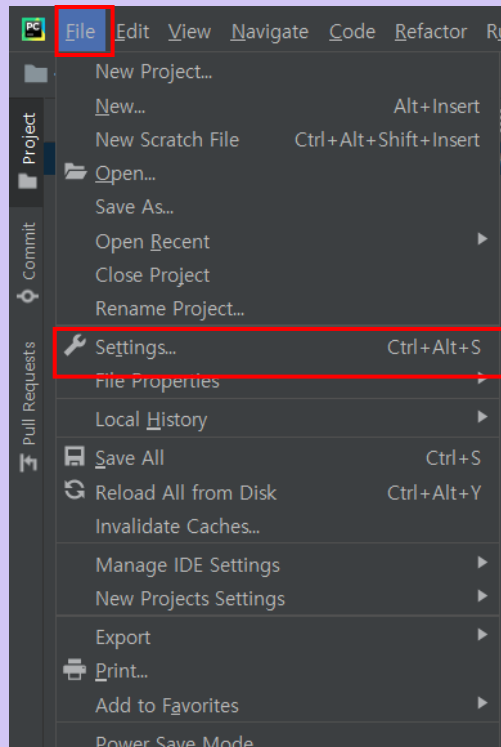 PC
File Edit View Navigate Code Refactor
New Project...
New... Alt+Insert
New Scratch File Ctrl+Alt+Shift+Insert
Open...
Save As...
Open Recent
Close Project
Rename Project...
Settings... Ctrl+Alt+S
File Properties
Local History
Save All Ctrl+S
Reload All from Disk Ctrl+Alt+Y
Invalidate Caches...
Manage IDE Settings
New Projects Settings
Export
Print...
Add to Favorites
Power Save Mode
Project
Commit
Pull Requests